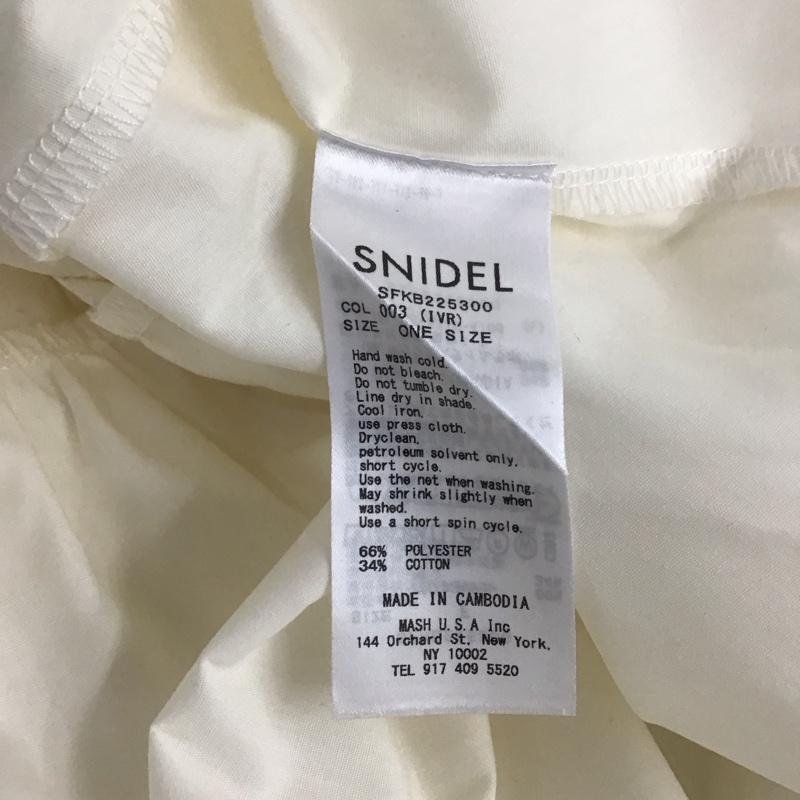 SNIDEL
SFKB225300
COL 003 (IVR)
SIZE ONE SIZE
Hand wash cold.
Do not bleach.
Do not tumble dry.
Line dry in shade.
Cool iron,
use press cloth.
Dryclean,
petroleum solvent only,
short cycle.
Use the net when washing.
May shrink slightly when
washed.
Use a short spin cycle.
66% POLYESTER
34% COTTON
MADE IN CAMBODIA
MASH U.S.A Inc
144 Orchard St, New York,
NY 10002
TEL 917 409 5520